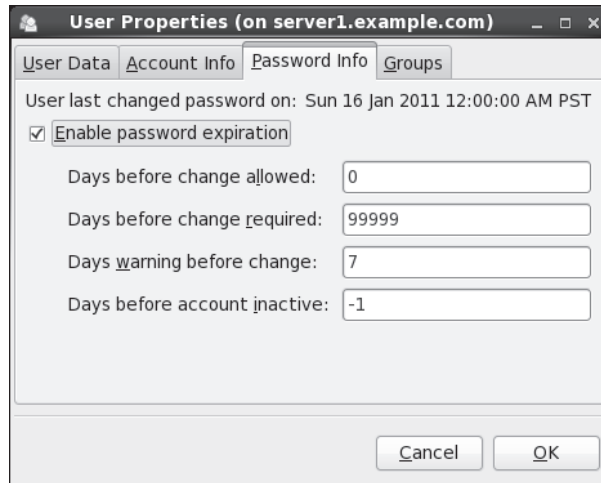 User Properties (on server1.example.com)
User Data Account Info Password Info Groups
User last changed password on: Sun 16 Jan 2011 12:00:00 AM PST
Enable password expiration
Days before change allowed: 0
Days before change required: 99999
Days warning before change: 7
Days before account inactive: -1
Cancel OK